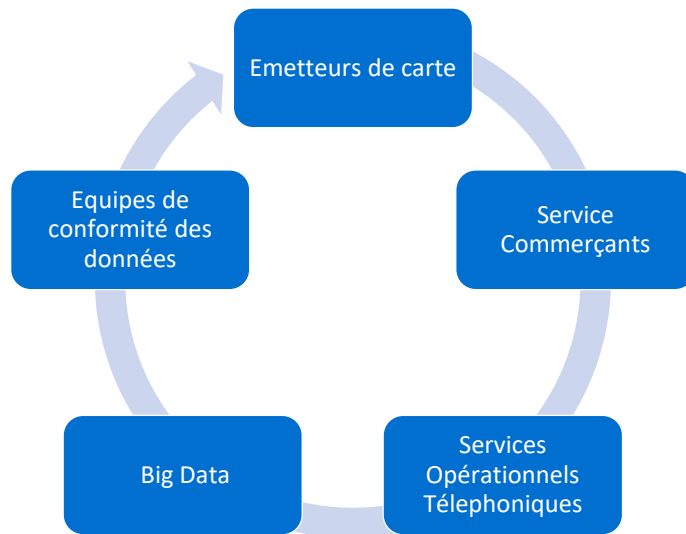 Emetteurs de carte
Service
Commerçants
Services
Opérationnels
Télephoniques
Big Data
Equipes de
conformité des
données